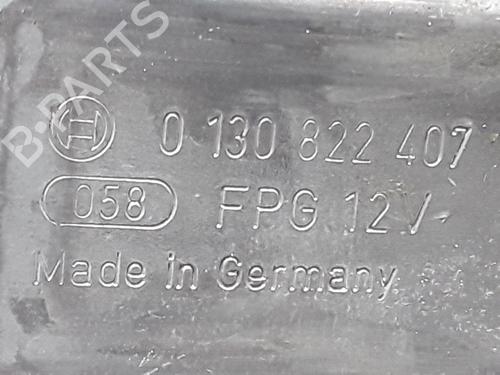 B-PARTS
0 130 822 407
058 FPG 12V
Made in Germany